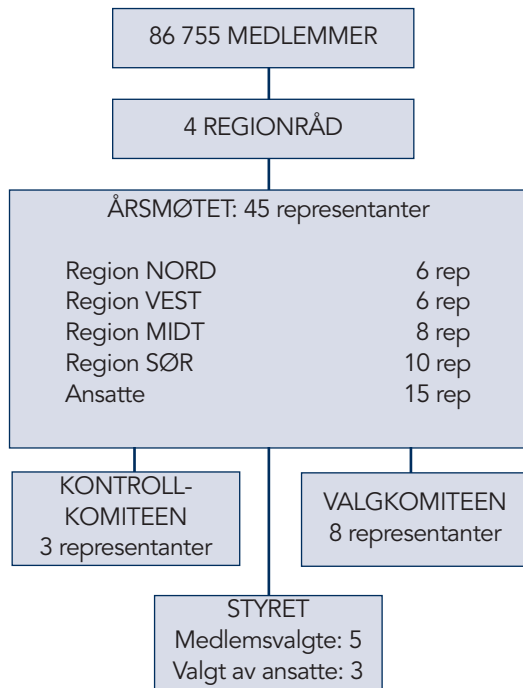 86 755 MEDLEMMER
4 REGIONRÅD
ÅRSMØTET: 45 representanter
Region NORD 6 rep
Region VEST 6 rep
Region MIDT 8 rep
Region SØR 10 rep
Ansatte 15 rep
KONTROLL-
KOMITEEN
3 representanter
VALGKOMITEEN
8 representanter
STYRET
Medlemsvalgte: 5
Valgt av ansatte: 3